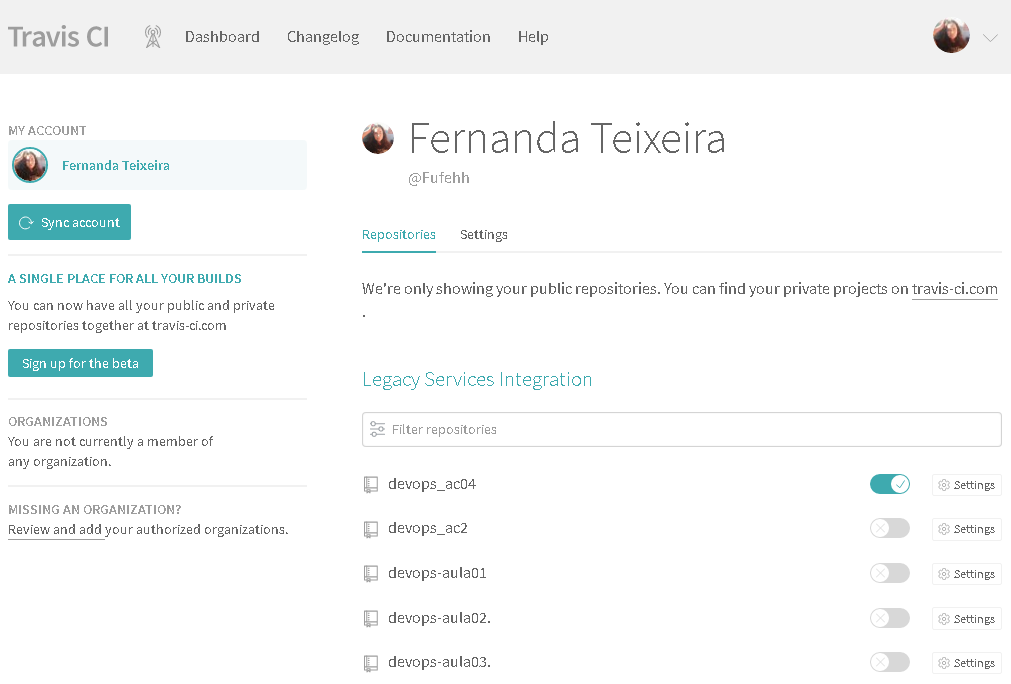 Travis CI
Dashboard
Changelog
Documentation
Help
MY ACCOUNT
Fernanda Teixeira
Sync account
A SINGLE PLACE FOR ALL YOUR BUILDS
You can now have all your public and private
repositories together at travis-ci.com
Sign up for the beta
ORGANIZATIONS
You are not currently a member of
any organization.
MISSING AN ORGANIZATION?
Review and add your authorized organizations.
Fernanda Teixeira
@Fufehh
Repositories
Settings
We're only showing your public repositories. You can find your private projects on travis-ci.com
.
Legacy Services Integration
Filter repositories
devops_ac04
Settings
devops_ac2
Settings
devops-aula01
Settings
devops-aula02.
Settings
devops-aula03.
Settings